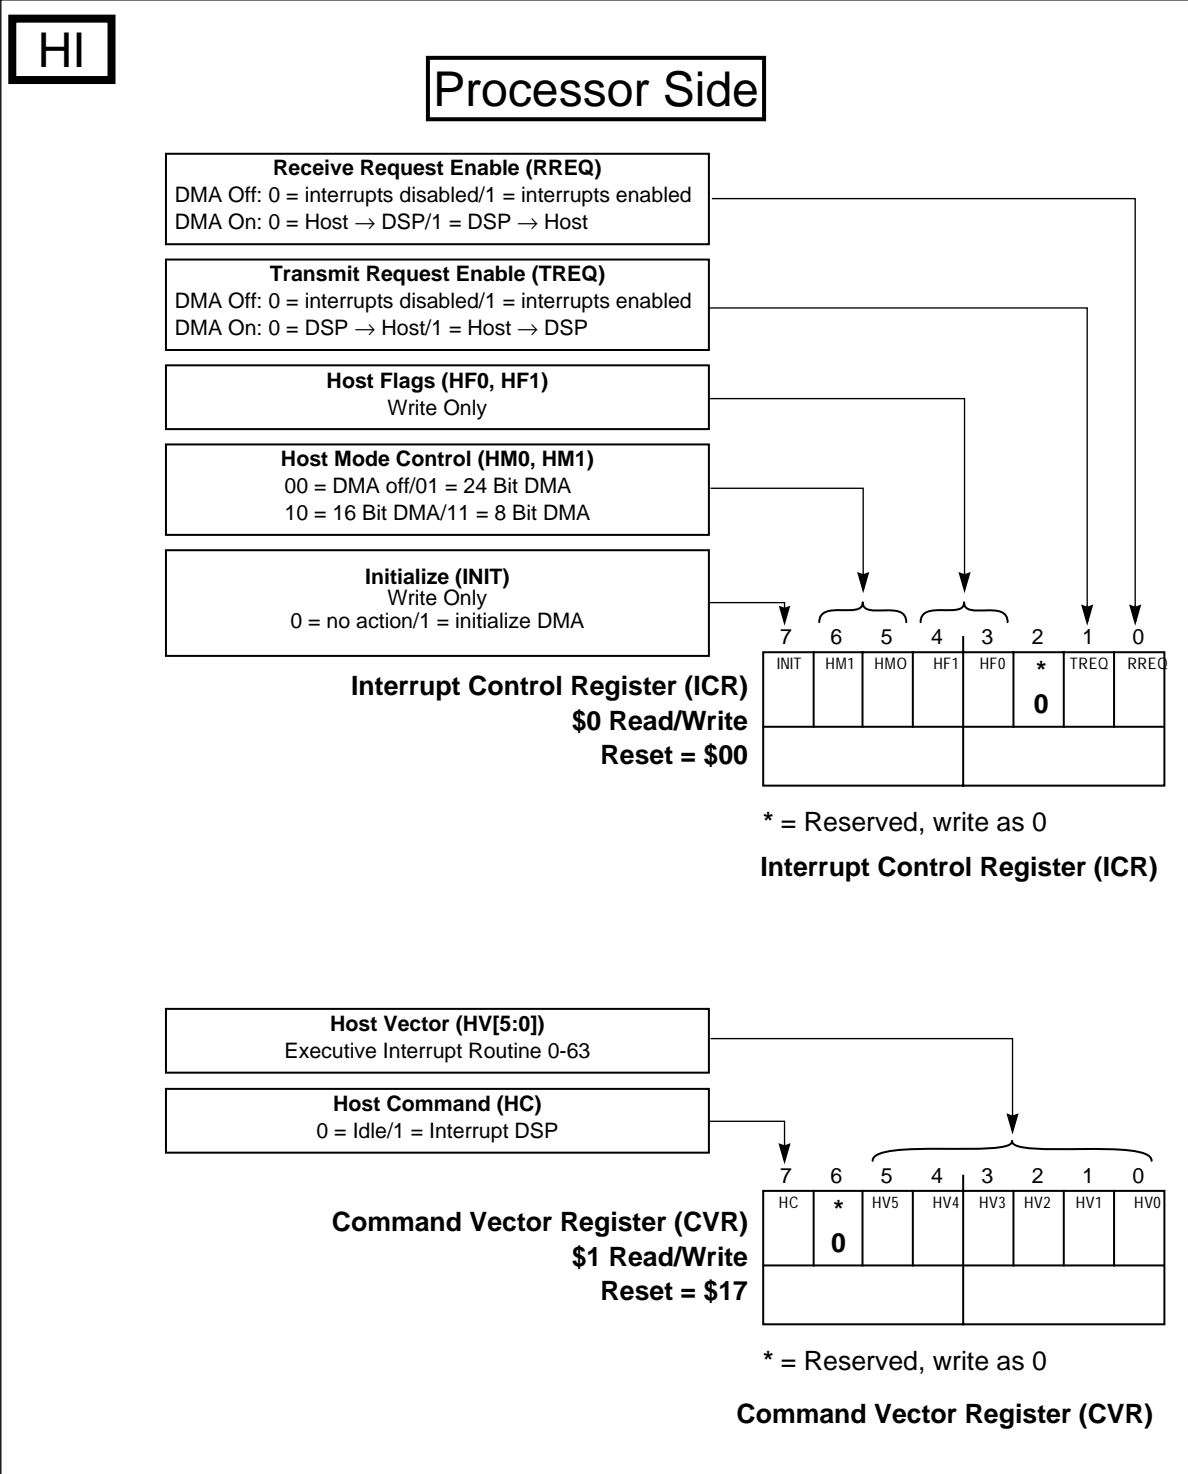 HI
Processor Side
Receive Request Enable (RREQ)
DMA Off: 0 = interrupts disabled/1 = interrupts enabled
DMA On: 0 = Host → DSP/1 = DSP → Host
Transmit Request Enable (TREQ)
DMA Off: 0 = interrupts disabled/1 = interrupts enabled
DMA On: 0 = DSP → Host/1 = Host → DSP
Host Flags (HF0, HF1)
Write Only
Host Mode Control (HM0, HM1)
00 = DMA off/01 = 24 Bit DMA
10 = 16 Bit DMA/11 = 8 Bit DMA
Initialize (INIT)
Write Only
0 = no action/1 = initialize DMA
7 6 5 4 3 2 1 0
INIT HM1 HMO HF1 HF0 * TREQ RREQ
0
Interrupt Control Register (ICR)
$0 Read/Write
Reset = $00
* = Reserved, write as 0
Interrupt Control Register (ICR)
Host Vector (HV[5:0])
Executive Interrupt Routine 0-63
Host Command (HC)
0 = Idle/1 = Interrupt DSP
7 6 5 4 3 2 1 0
HC * HV5 HV4 HV3 HV2 HV1 HV0
0
Command Vector Register (CVR)
$1 Read/Write
Reset = $17
* = Reserved, write as 0
Command Vector Register (CVR)